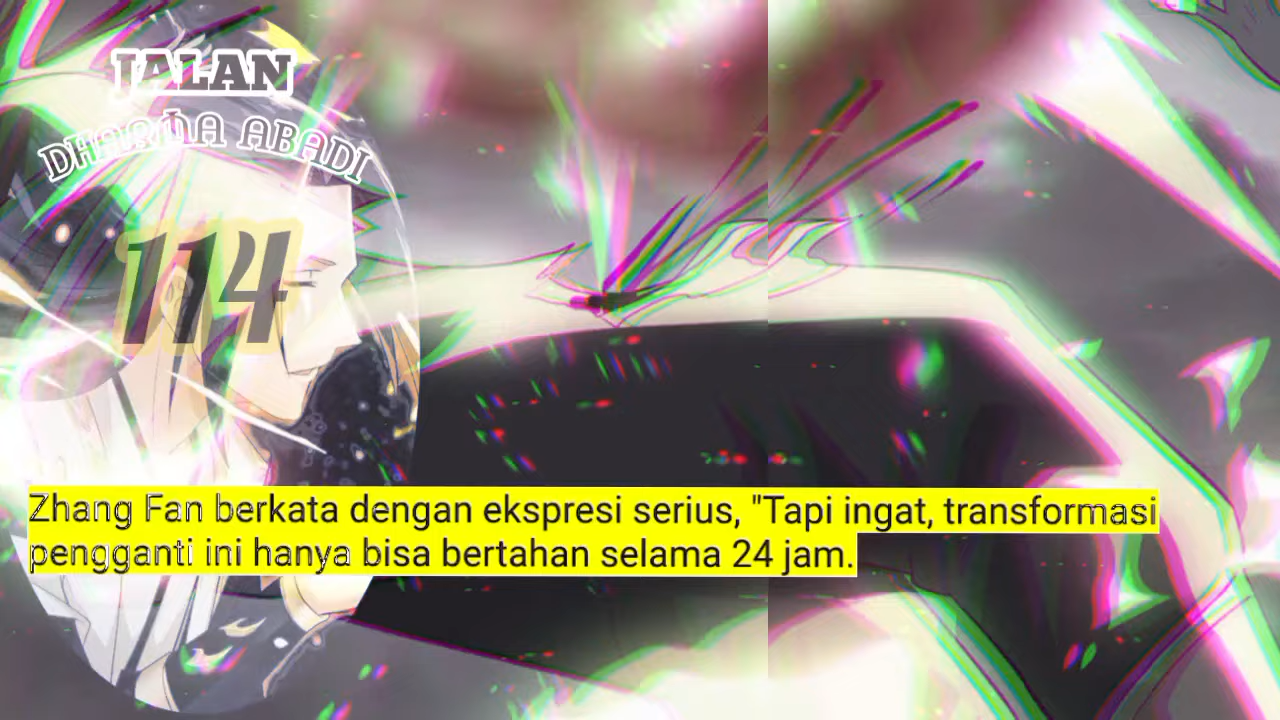 JALAN
DHARMA ABADI
114
Zhang Fan berkata dengan ekspresi serius, "Tapi ingat, transformasi
pengganti ini hanya bisa bertahan selama 24 jam.